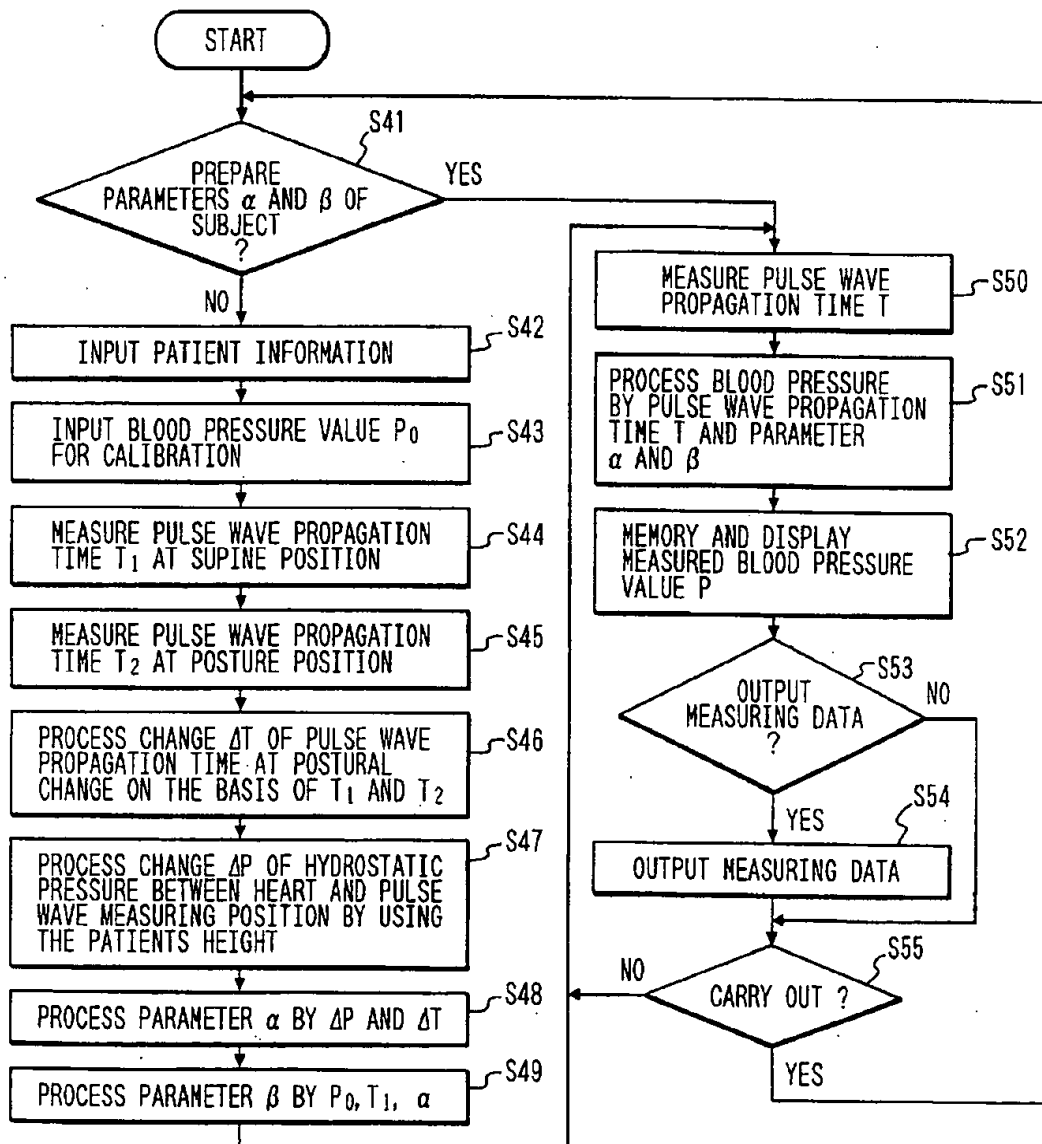 START
S41
PREPARE
PARAMETERS α AND β OF
SUBJECT
?
YES
NO
S42
INPUT PATIENT INFORMATION
S43
INPUT BLOOD PRESSURE VALUE P0
FOR CALIBRATION
S44
MEASURE PULSE WAVE PROPAGATION
TIME T1 AT SUPINE POSITION
S45
MEASURE PULSE WAVE PROPAGATION
TIME T2 AT POSTURE POSITION
S46
PROCESS CHANGE ΔT OF PULSE WAVE
PROPAGATION TIME AT POSTURAL
CHANGE ON THE BASIS OF T1 AND T2
S47
PROCESS CHANGE ΔP OF HYDROSTATIC
PRESSURE BETWEEN HEART AND PULSE
WAVE MEASURING POSITION BY USING
THE PATIENTS HEIGHT
S48
PROCESS PARAMETER α BY ΔP AND ΔT
S49
PROCESS PARAMETER β BY P0, T1, α
S50
MEASURE PULSE WAVE
PROPAGATION TIME T
S51
PROCESS BLOOD PRESSURE
BY PULSE WAVE PROPAGATION
TIME T AND PARAMETER
α AND β
S52
MEMORY AND DISPLAY
MEASURED BLOOD PRESSURE
VALUE P
S53
OUTPUT
MEASURING DATA
?
NO
YES
S54
OUTPUT MEASURING DATA
S55
CARRY OUT ?
NO
YES